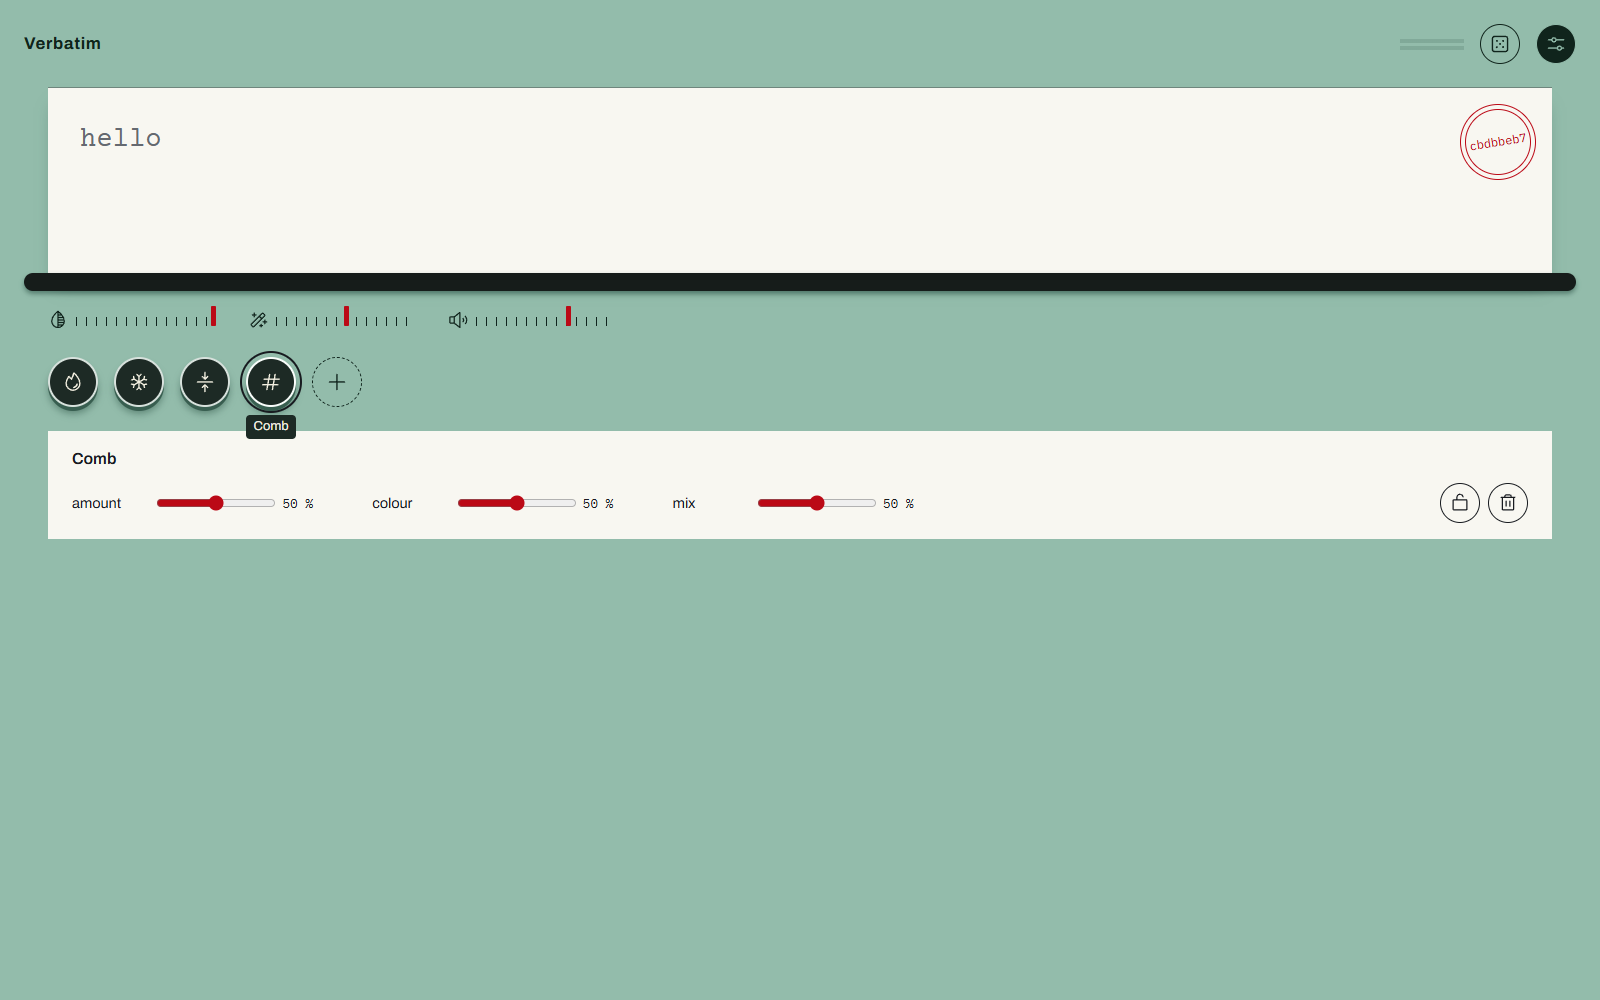 Verbatim
hello
cbdbbeb7
Comb
Comb
amount 50 % colour 50 % mix 50 %